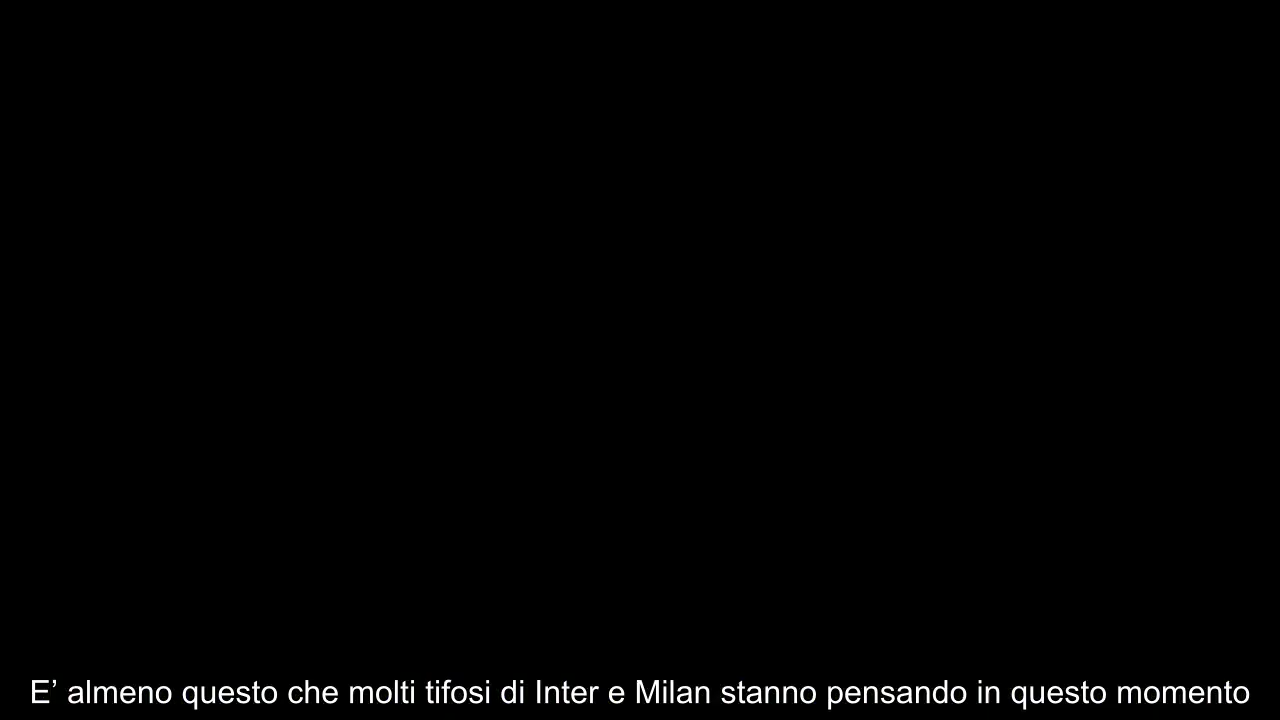 E’ almeno questo che molti tifosi di Inter e Milan stanno pensando in questo momento